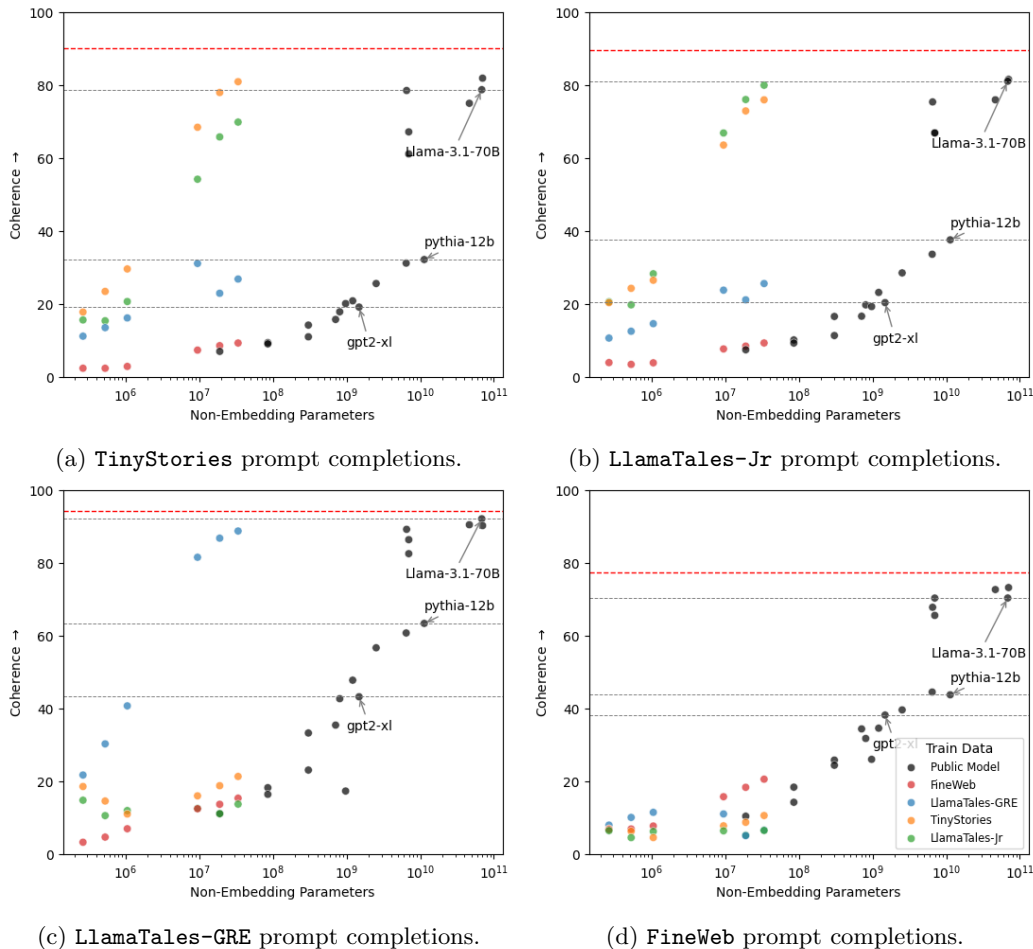 100
80
60
40
20
0
Coherence →
Llama-3.1-70B
pythia-12b
gpt2-xl
10^6 10^7 10^8 10^9 10^10 10^11
Non-Embedding Parameters
(a) TinyStories prompt completions.
100
80
60
40
20
0
Coherence →
Llama-3.1-70B
pythia-12b
gpt2-xl
10^6 10^7 10^8 10^9 10^10 10^11
Non-Embedding Parameters
(b) LlamaTales-Jr prompt completions.
100
80
60
40
20
0
Coherence →
Llama-3.1-70B
pythia-12b
gpt2-xl
10^6 10^7 10^8 10^9 10^10 10^11
Non-Embedding Parameters
(c) LlamaTales-GRE prompt completions.
100
80
60
40
20
0
Coherence →
Llama-3.1-70B
pythia-12b
gpt2-xl
Train Data
Public Model
FineWeb
LlamaTales-GRE
TinyStories
LlamaTales-Jr
10^6 10^7 10^8 10^9 10^10 10^11
Non-Embedding Parameters
(d) FineWeb prompt completions.